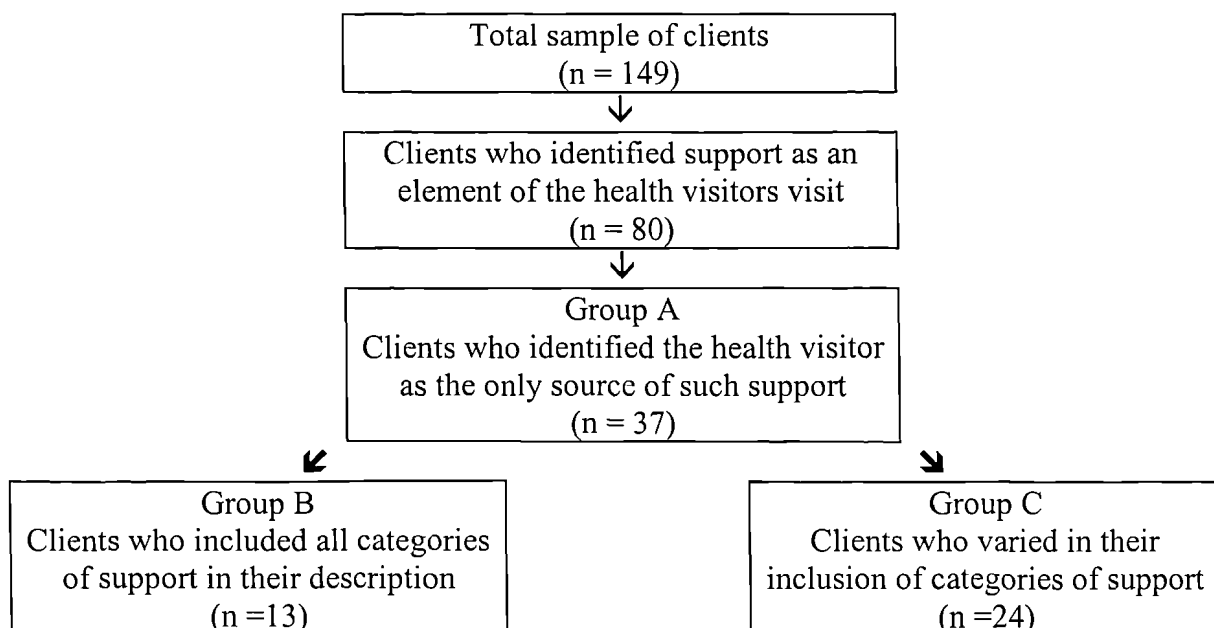 Total sample of clients
(n = 149)
Clients who identified support as an
element of the health visitors visit
(n = 80)
Group A
Clients who identified the health visitor
as the only source of such support
(n = 37)
Group B
Clients who included all categories
of support in their description
(n =13)
Group C
Clients who varied in their
inclusion of categories of support
(n =24)